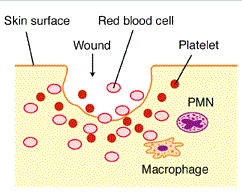 Skin surface
Red blood cell
Wound
Platelet
PMN
Macrophage